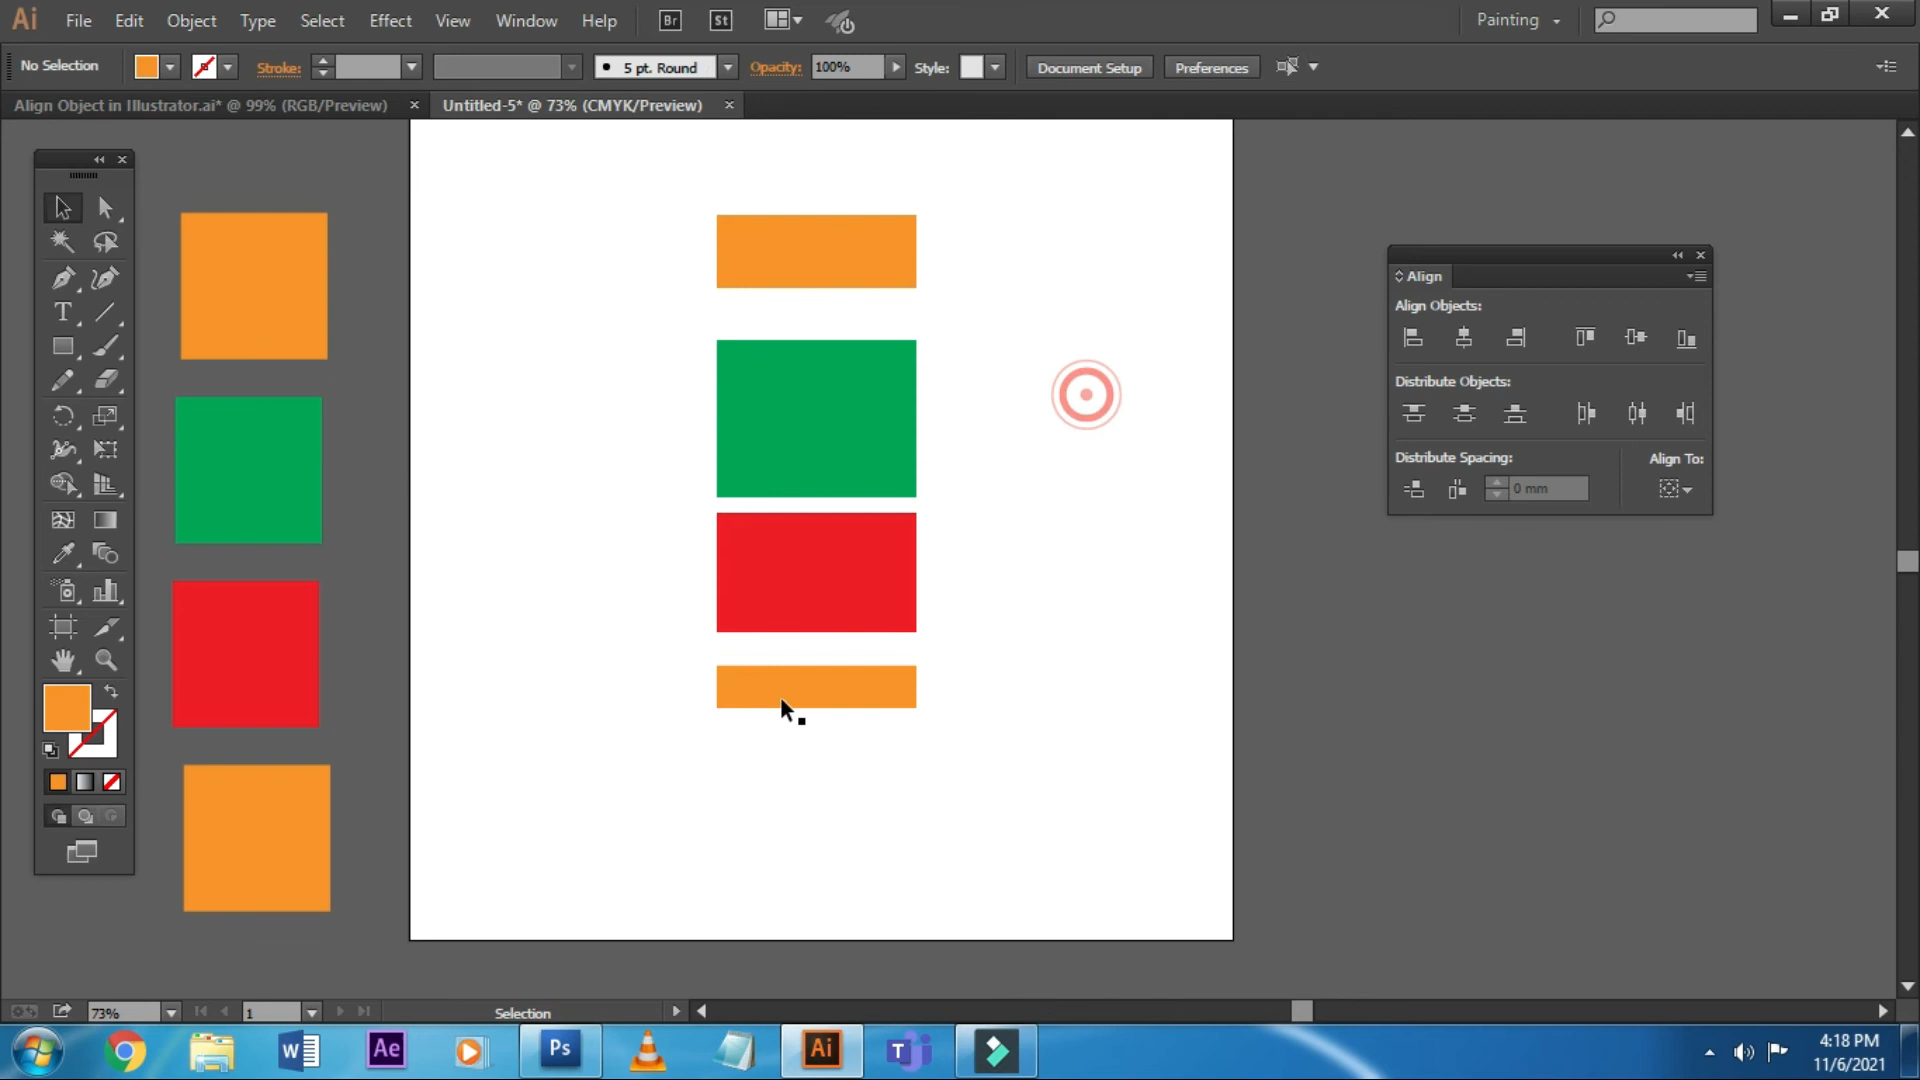 Ai File Edit Object Type Select Effect View Window Help Br St Painting
No Selection Stroke: 5 pt. Round Opacity: 100% Style: Document Setup Preferences
Align Object in Illustrator.ai* @ 99% (RGB/Preview) Untitled-5* @ 73% (CMYK/Preview)
Align
Align Objects:
Distribute Objects:
Distribute Spacing: Align To:
0 mm
T
73% 1 Selection
W Ae Ps Ai T
4:18 PM
11/6/2021